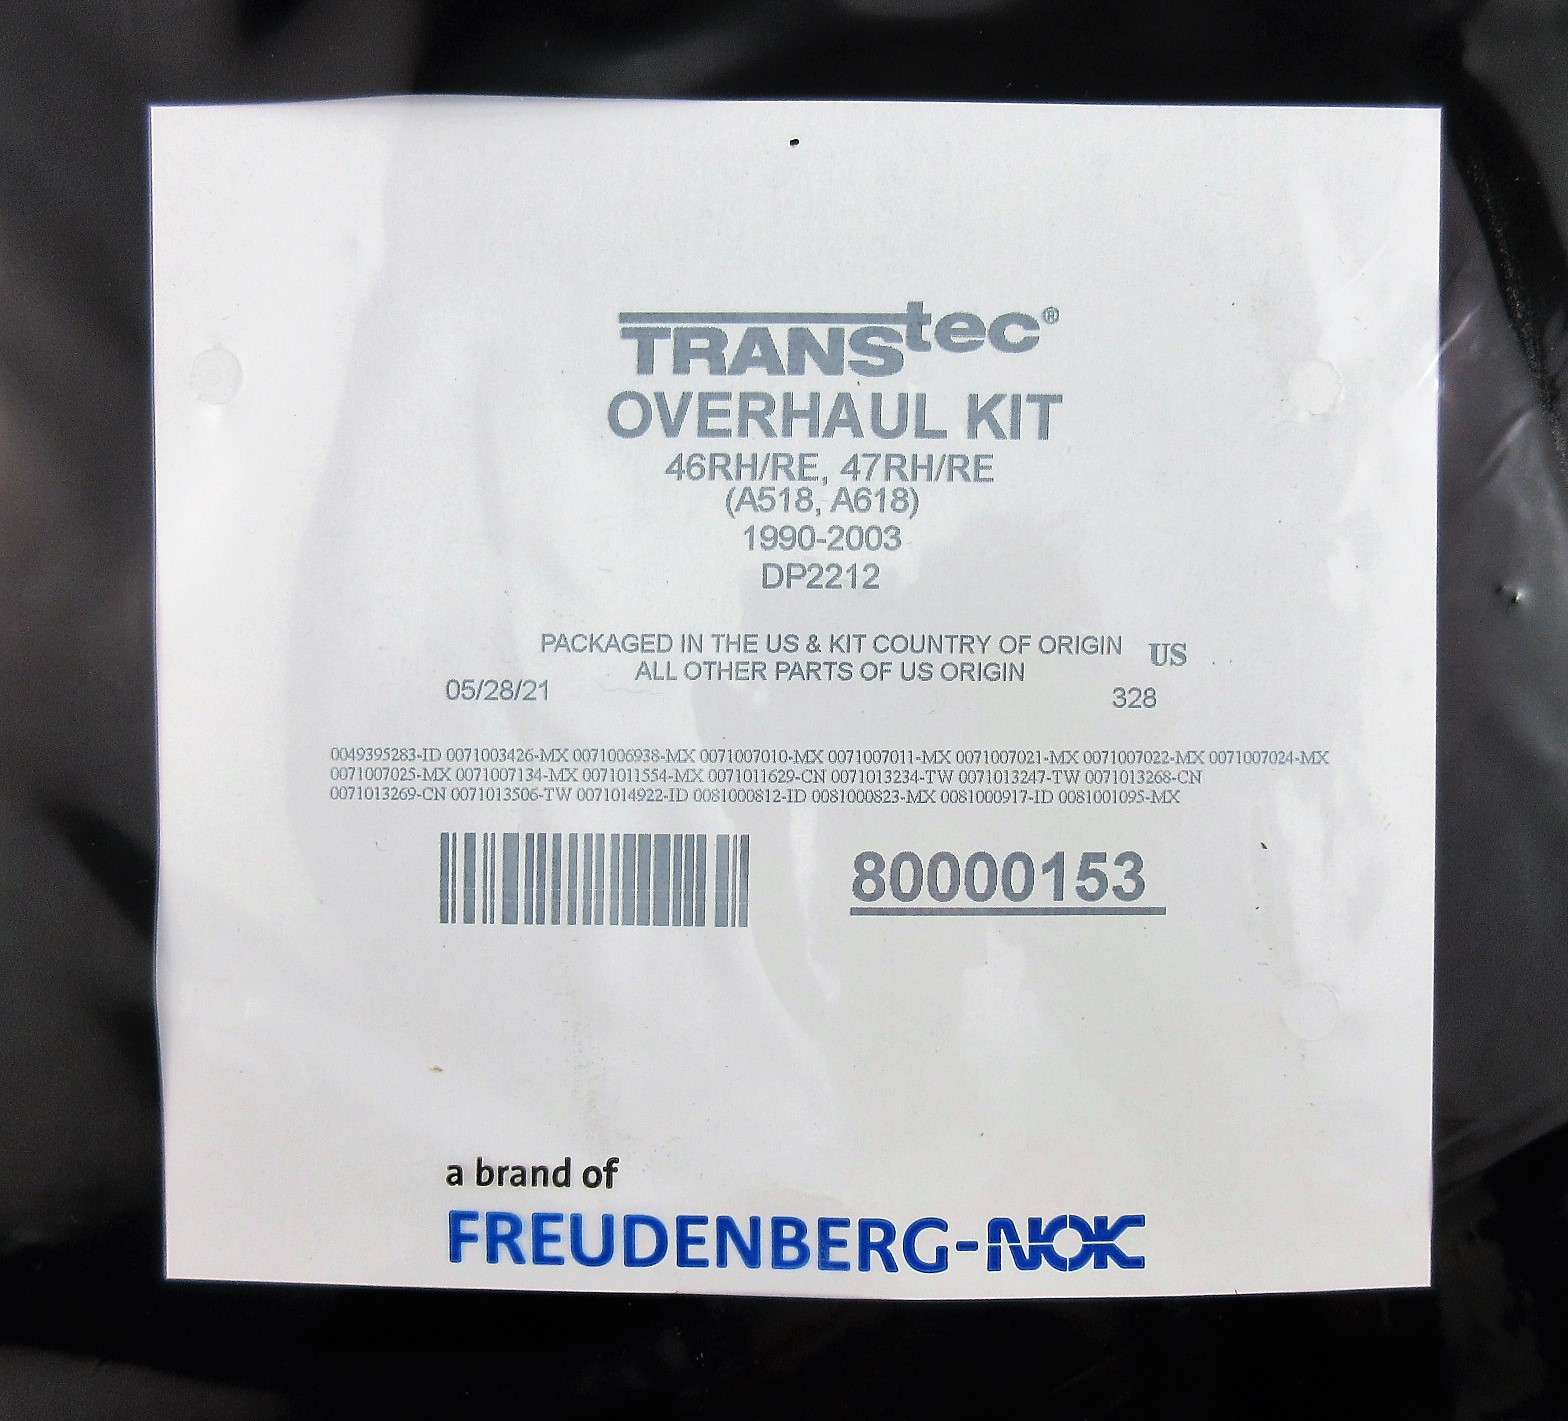 TRANStec®
OVERHAUL KIT
46RH/RE, 47RH/RE
(A518, A618)
1990-2003
DP2212
PACKAGED IN THE US & KIT COUNTRY OF ORIGIN US
ALL OTHER PARTS OF US ORIGIN
05/28/21 328
0049395283-ID 0071003426-MX 0071006938-MX 0071007010-MX 0071007011-MX 0071007021-MX 0071007022-MX 0071007024-MX
0071007025-MX 0071007134-MX 0071011554-MX 0071011629-CN 0071013234-TW 0071013247-TW 0071013268-CN
0071013269-CN 0071013506-TW 0071014922-ID 0081000812-ID 0081000823-MX 0081000917-ID 0081001095-MX
80000153
a brand of
FREUDENBERG-NOK